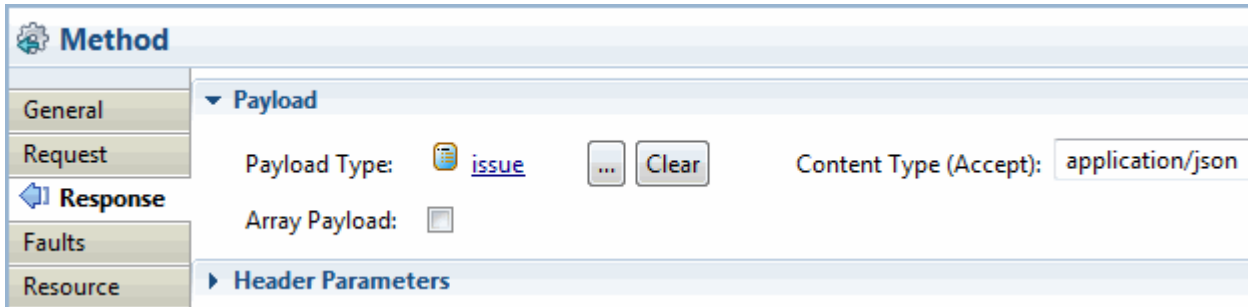 Method
General
Request
Response
Faults
Resource
Payload
Payload Type: issue ... Clear Content Type (Accept): application/json
Array Payload:
Header Parameters